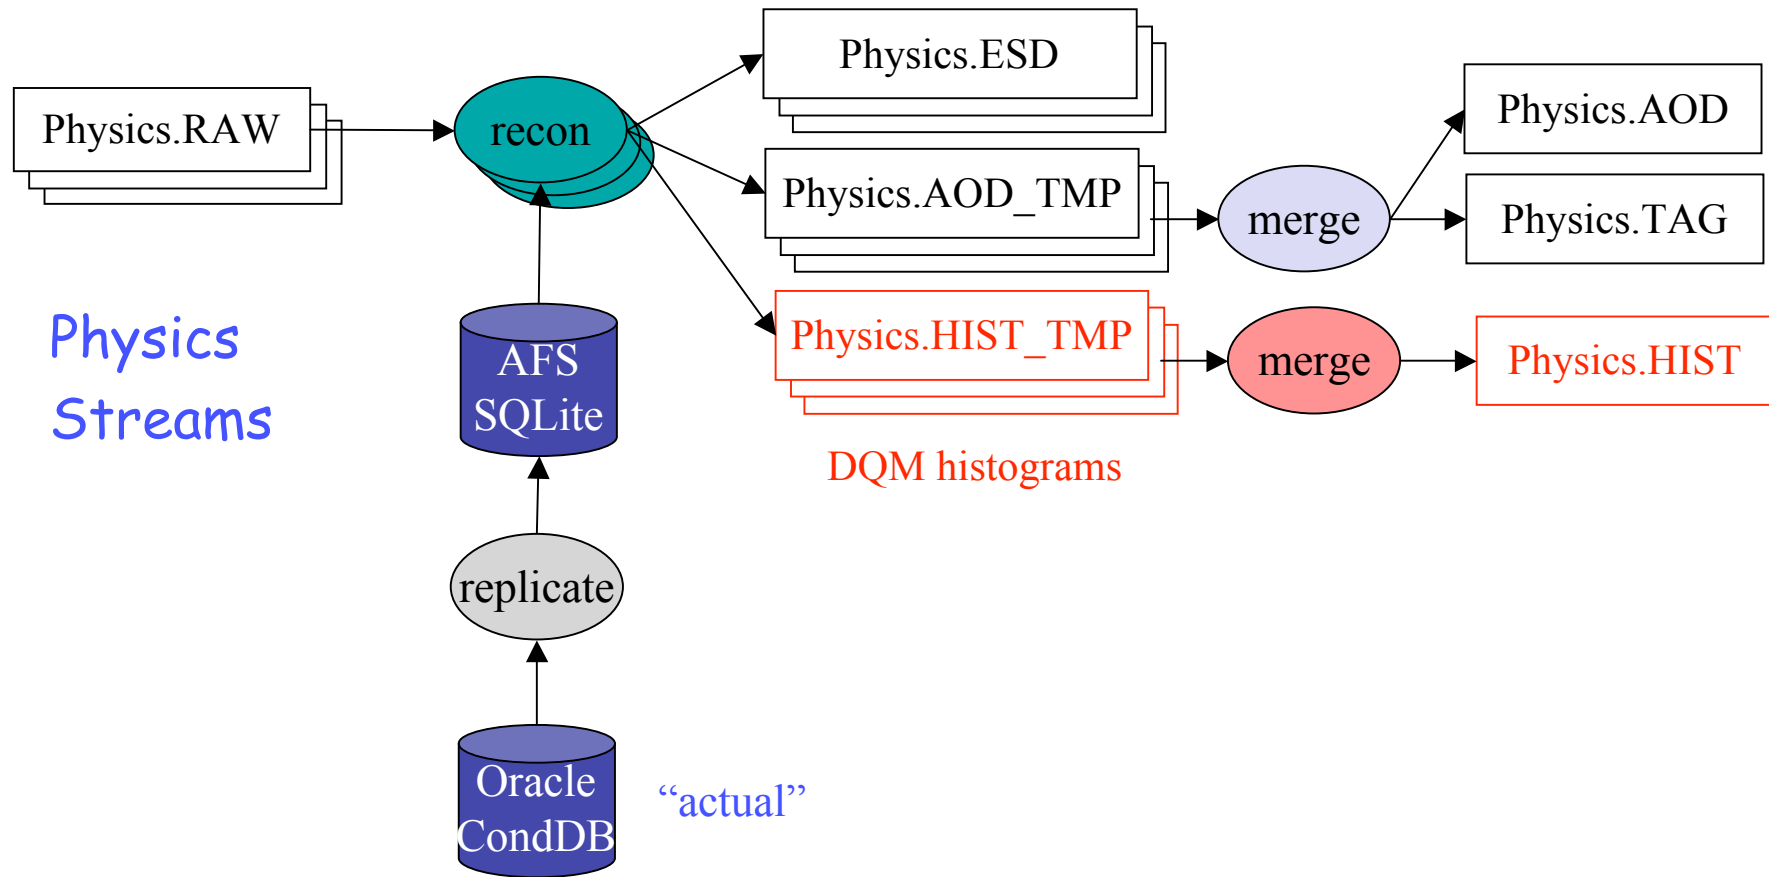 Physics.ESD
Physics.RAW
recon
Physics.AOD
Physics.AOD_TMP
merge
Physics.TAG
Physics
Streams
AFS
SQLite
Physics.HIST_TMP
merge
Physics.HIST
DQM histograms
replicate
Oracle
CondDB
“actual”